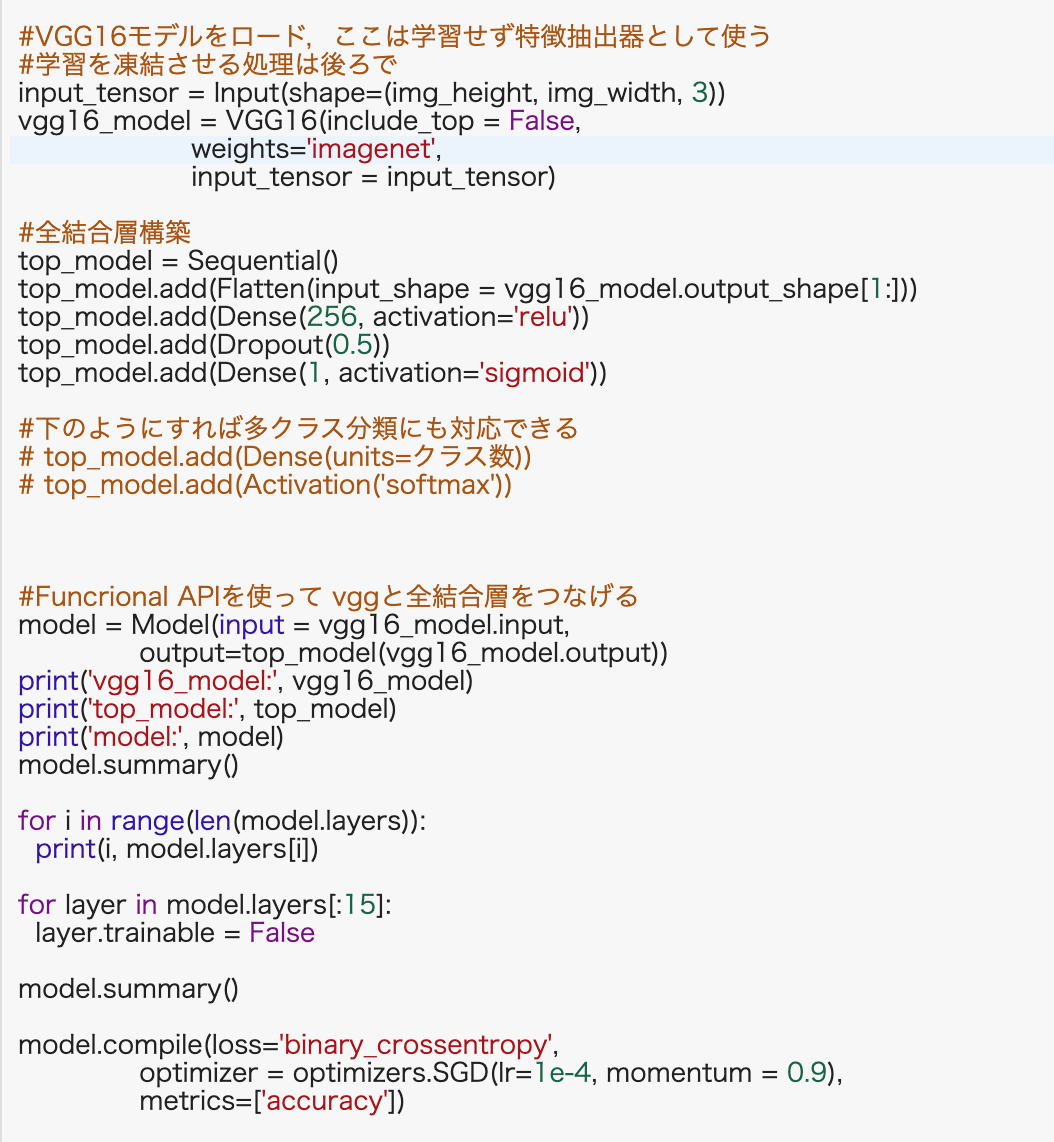 #VGG16モデルをロード，ここは学習せず特徴抽出器として使う
#学習を凍結させる処理は後ろで
input_tensor = Input(shape=(img_height, img_width, 3))
vgg16_model = VGG16(include_top = False,
weights='imagenet',
input_tensor = input_tensor)
#全結合層構築
top_model = Sequential()
top_model.add(Flatten(input_shape = vgg16_model.output_shape[1:]))
top_model.add(Dense(256, activation='relu'))
top_model.add(Dropout(0.5))
top_model.add(Dense(1, activation='sigmoid'))
#下のようにすれば多クラス分類にも対応できる
# top_model.add(Dense(units=クラス数))
# top_model.add(Activation('softmax'))
#Funcrional APIを使って vggと全結合層をつなげる
model = Model(input = vgg16_model.input,
output=top_model(vgg16_model.output))
print('vgg16_model:', vgg16_model)
print('top_model:', top_model)
print('model:', model)
model.summary()
for i in range(len(model.layers)):
print(i, model.layers[i])
for layer in model.layers[:15]:
layer.trainable = False
model.summary()
model.compile(loss='binary_crossentropy',
optimizer = optimizers.SGD(lr=1e-4, momentum = 0.9),
metrics=['accuracy'])